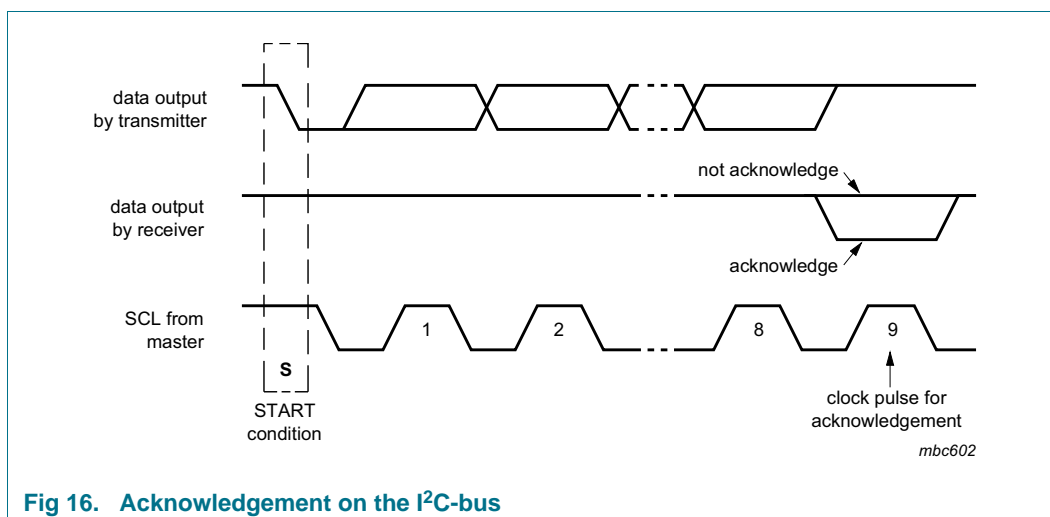 data output
by transmitter
not acknowledge
data output
by receiver
acknowledge
SCL from
master
1
2
8
9
S
START
condition
clock pulse for
acknowledgement
mbc602
Fig 16. Acknowledgement on the I²C-bus